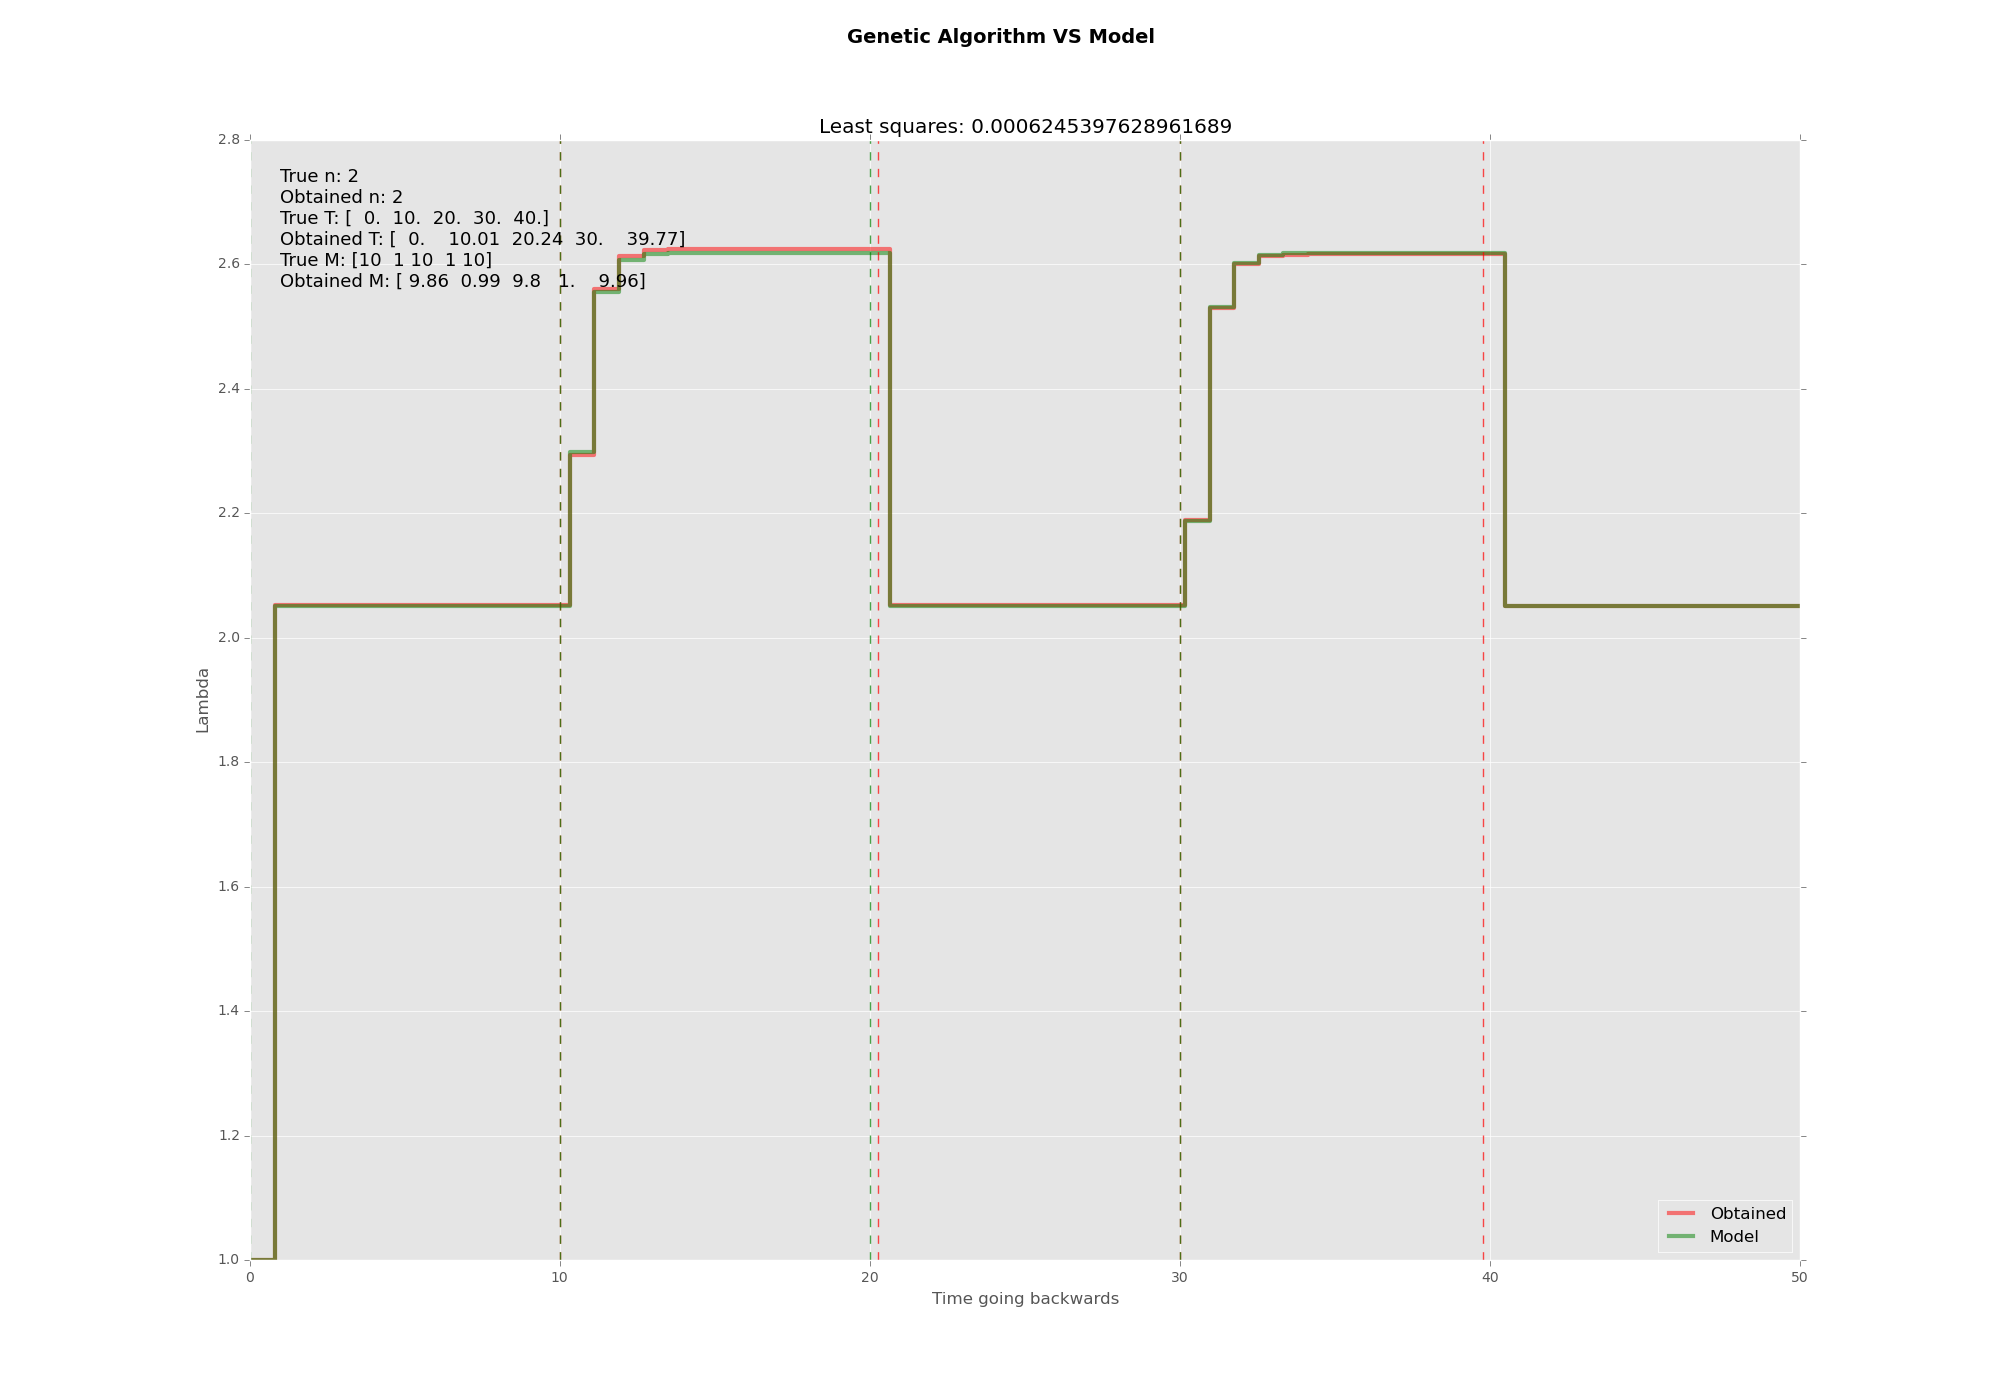 Genetic Algorithm VS Model
Least squares: 0.0006245397628961689
2.8
True n: 2
Obtained n: 2
True T: [  0.  10.  20.  30.  40.]
Obtained T: [  0.    10.01  20.24  30.    39.77]
True M: [10  1 10  1 10]
Obtained M: [ 9.86  0.99  9.8   1.    9.96]
2.6
2.4
2.2
2.0
1.8
1.6
1.4
1.2
1.0
Lambda
Obtained
Model
0 10 20 30 40 50
Time going backwards